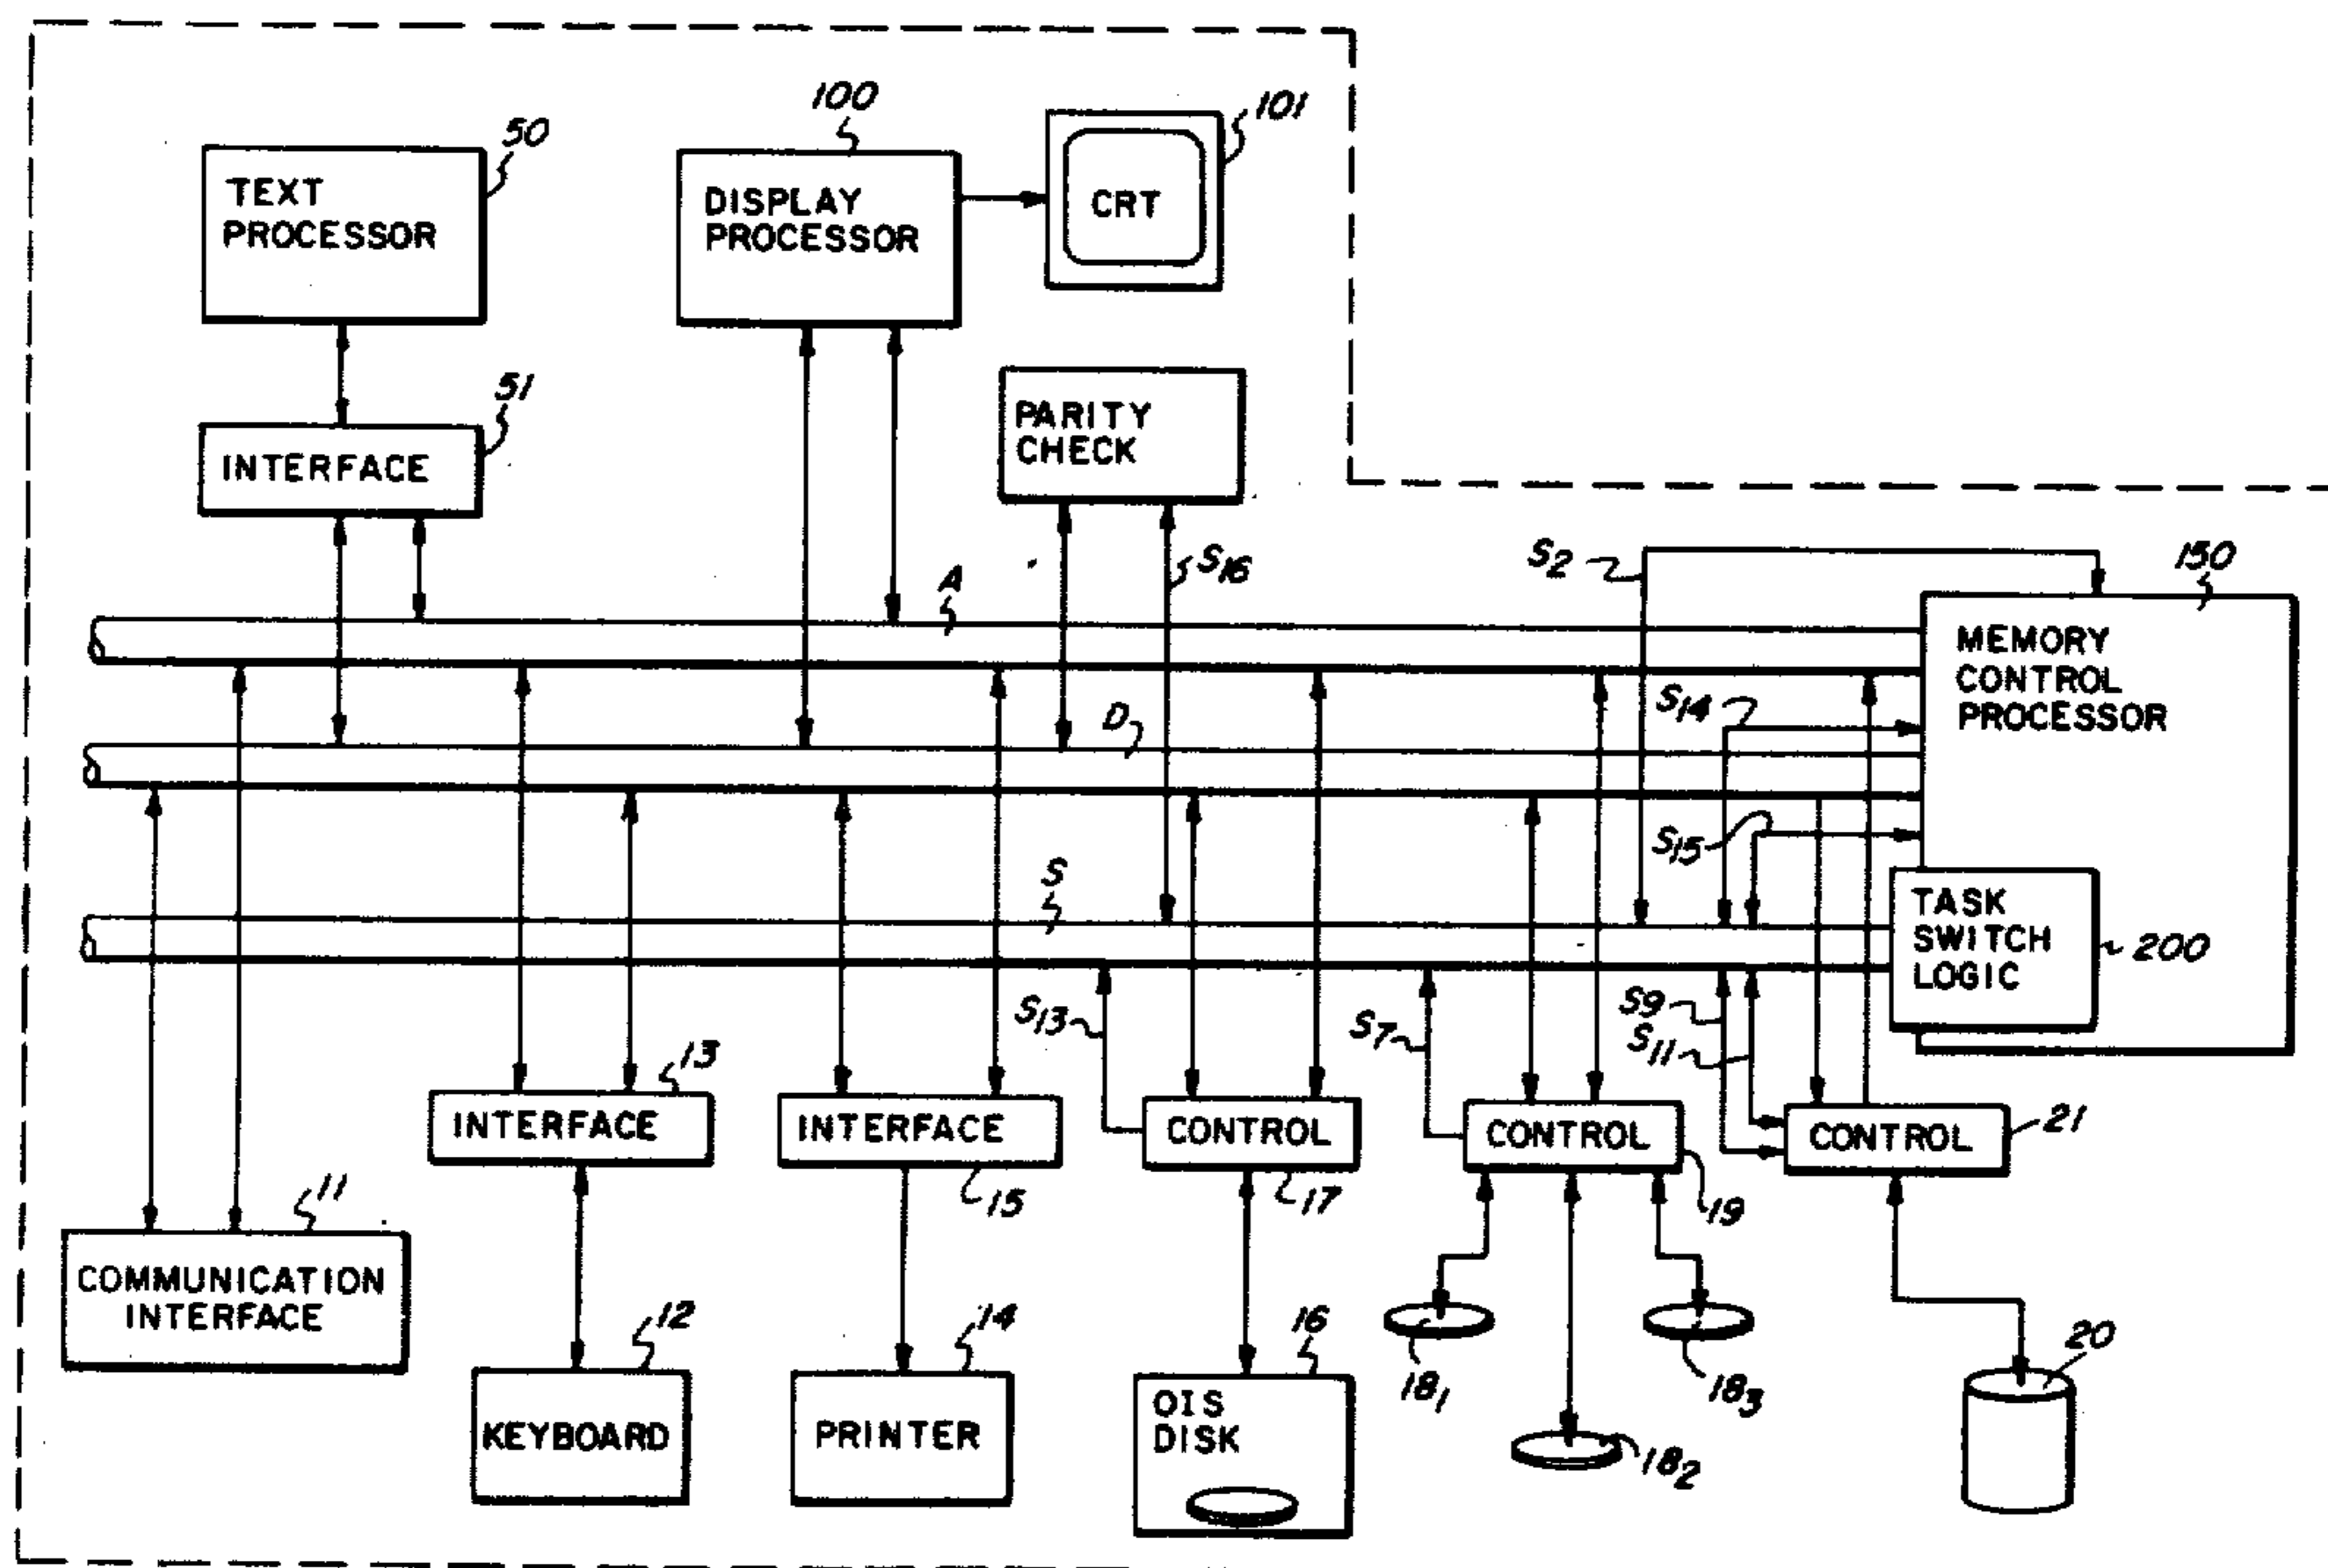 100
101
50
TEXT
PROCESSOR
DISPLAY
PROCESSOR
CRT
51
INTERFACE
PARITY
CHECK
A
S16
S2
150
MEMORY
CONTROL
PROCESSOR
S14
D
S15
S
TASK
SWITCH
LOGIC
200
S13
S7
S9
S11
13
INTERFACE
INTERFACE
CONTROL
CONTROL
CONTROL
21
11
15
17
19
COMMUNICATION
INTERFACE
12
14
16
181
183
20
KEYBOARD
PRINTER
OIS
DISK
182